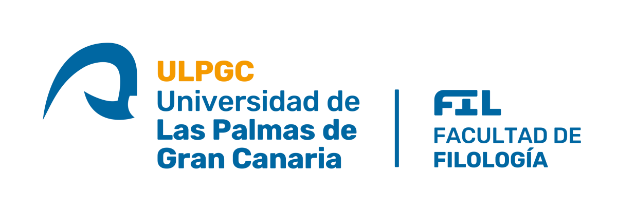 ULPGC
Universidad de
Las Palmas de
Gran Canaria
FIL
FACULTAD DE
FILOLOGÍA